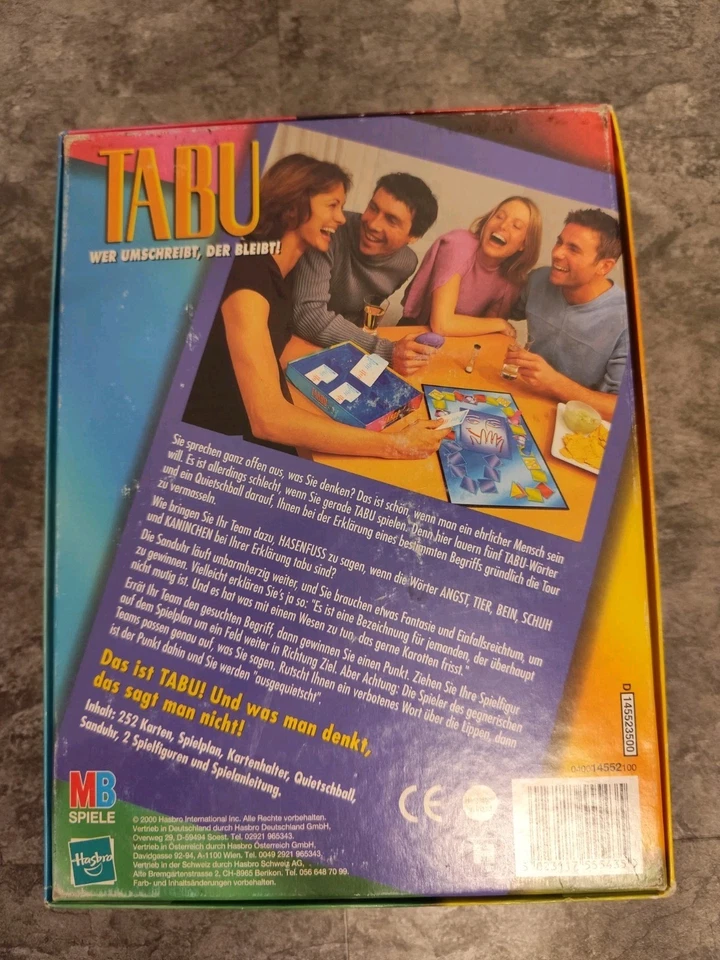 TABU
WER UMSCHREIBT, DER BLEIBT!
TABU
Sie sprechen ganz offen aus, was Sie denken? Das ist schön, wenn man ein ehrlicher Mensch sein
will. Es ist allerdings schlecht, wenn Sie gerade TABU spielen. Denn hier lauern fünf TABU-Wörter
und ein Quietschball darauf, Ihnen bei der Erklärung eines bestimmten Begriffs gründlich die Tour
zu vermasseln.
Wie bringen Sie Ihr Team dazu, HASENFUSS zu sagen, wenn die Wörter ANGST, TIER, BEIN, SCHUH
und KANINCHEN bei Ihrer Erklärung tabu sind?
Die Sanduhr läuft unbarmherzig weiter, und Sie brauchen etwas Fantasie und Einfallsreichtum, um
zu gewinnen. Vielleicht erklären Sie's ja so: "Es ist eine Bezeichnung für jemanden, der überhaupt
nicht mutig ist. Und es hat was mit einem Wesen zu tun, das gerne Karotten frisst."
Errät Ihr Team den gesuchten Begriff, dann gewinnen Sie einen Punkt. Ziehen Sie Ihre Spielfigur
auf dem Spielplan um ein Feld weiter in Richtung Ziel. Aber Achtung: Die Spieler des gegnerischen
Teams passen genau auf, was Sie sagen. Rutscht Ihnen ein verbotenes Wort über die Lippen, dann
ist der Punkt dahin und Sie werden "ausgequietscht".
Das ist TABU! Und was man denkt,
das sagt man nicht!
Inhalt: 252 Karten, Spielplan, Kartenhalter, Quietschball,
Sanduhr, 2 Spielfiguren und Spielanleitung.
D 145523500
14552100
MB
SPIELE
Hasbro
© 2000 Hasbro International Inc. Alle Rechte vorbehalten.
Vertrieb in Deutschland durch Hasbro Deutschland GmbH,
Overweg 29, D-59494 Soest. Tel. 02921 965343.
Vertrieb in Österreich durch Hasbro Österreich GmbH,
Davidgasse 92-94, A-1100 Wien. Tel. 0049 2921 965343.
Vertrieb in der Schweiz durch Hasbro Schweiz AG,
Alte Bremgartenstrasse 2, CH-8965 Berikon. Tel. 056 648 70 99.
Farb- und Inhaltsänderungen vorbehalten.
CE